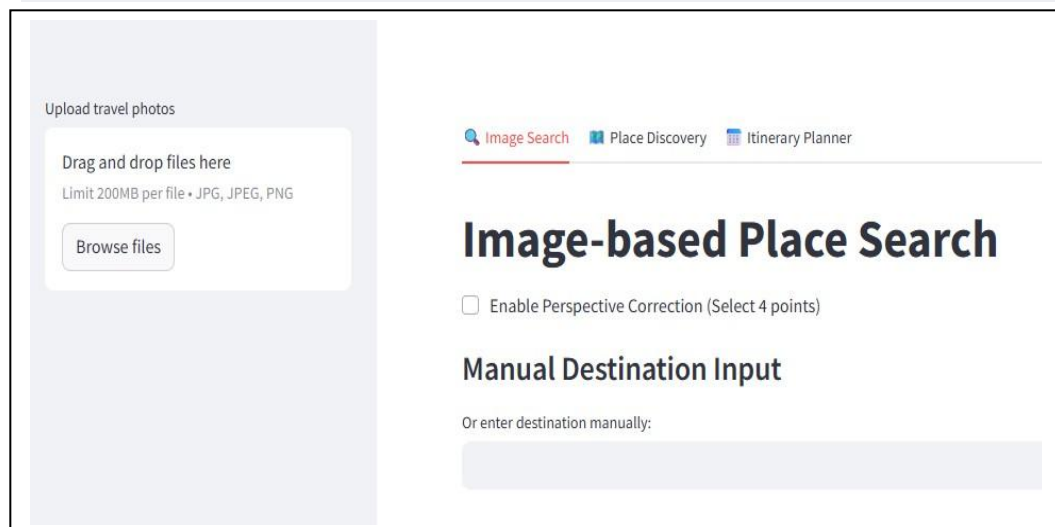 Upload travel photos
Drag and drop files here
Limit 200MB per file • JPG, JPEG, PNG
Browse files
Image Search Place Discovery Itinerary Planner
Image-based Place Search
Enable Perspective Correction (Select 4 points)
Manual Destination Input
Or enter destination manually: